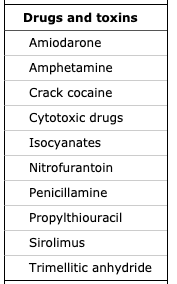 Drugs and toxins
Amiodarone
Amphetamine
Crack cocaine
Cytotoxic drugs
Isocyanates
Nitrofurantoin
Penicillamine
Propylthiouracil
Sirolimus
Trimellitic anhydride